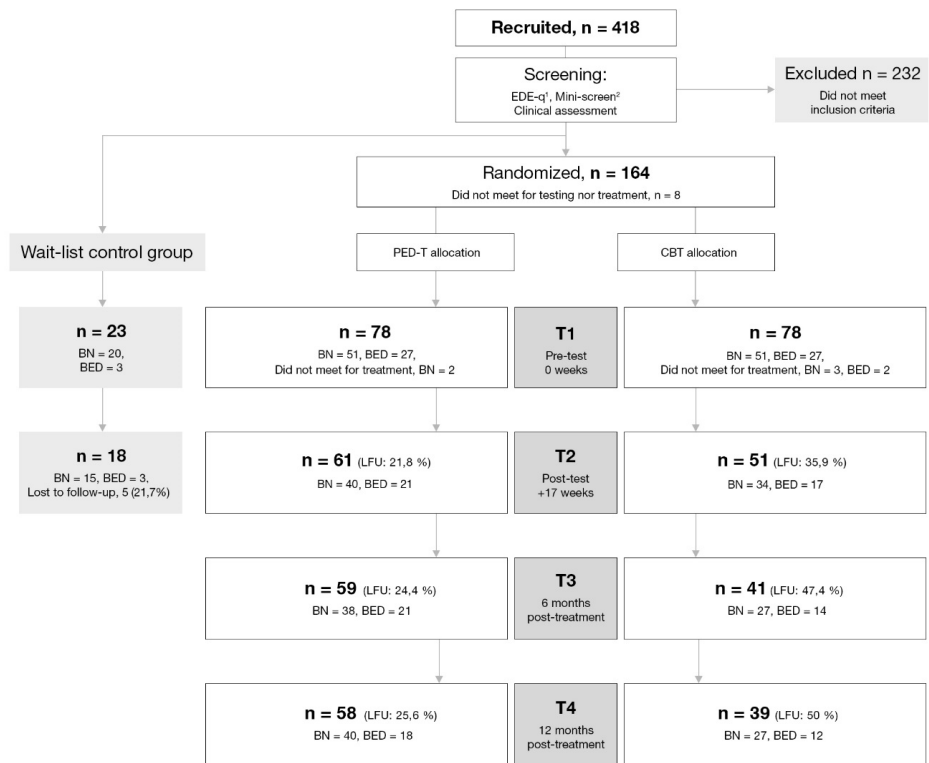 Recruited, n = 418
Screening:
EDE-q¹, Mini-screen²
Clinical assessment
Excluded n = 232
Did not meet
inclusion criteria
Randomized, n = 164
Did not meet for testing nor treatment, n = 8
Wait-list control group
PED-T allocation
CBT allocation
n = 23
BN = 20,
BED = 3
n = 78
BN = 51, BED = 27,
Did not meet for treatment, BN = 2
T1
Pre-test
0 weeks
n = 78
BN = 51, BED = 27,
Did not meet for treatment, BN = 3, BED = 2
n = 18
BN = 15, BED = 3,
Lost to follow-up, 5 (21,7%)
n = 61 (LFU: 21,8 %)
BN = 40, BED = 21
T2
Post-test
+17 weeks
n = 51 (LFU: 35,9 %)
BN = 34, BED = 17
n = 59 (LFU: 24,4 %)
BN = 38, BED = 21
T3
6 months
post-treatment
n = 41 (LFU: 47,4 %)
BN = 27, BED = 14
n = 58 (LFU: 25,6 %)
BN = 40, BED = 18
T4
12 months
post-treatment
n = 39 (LFU: 50 %)
BN = 27, BED = 12